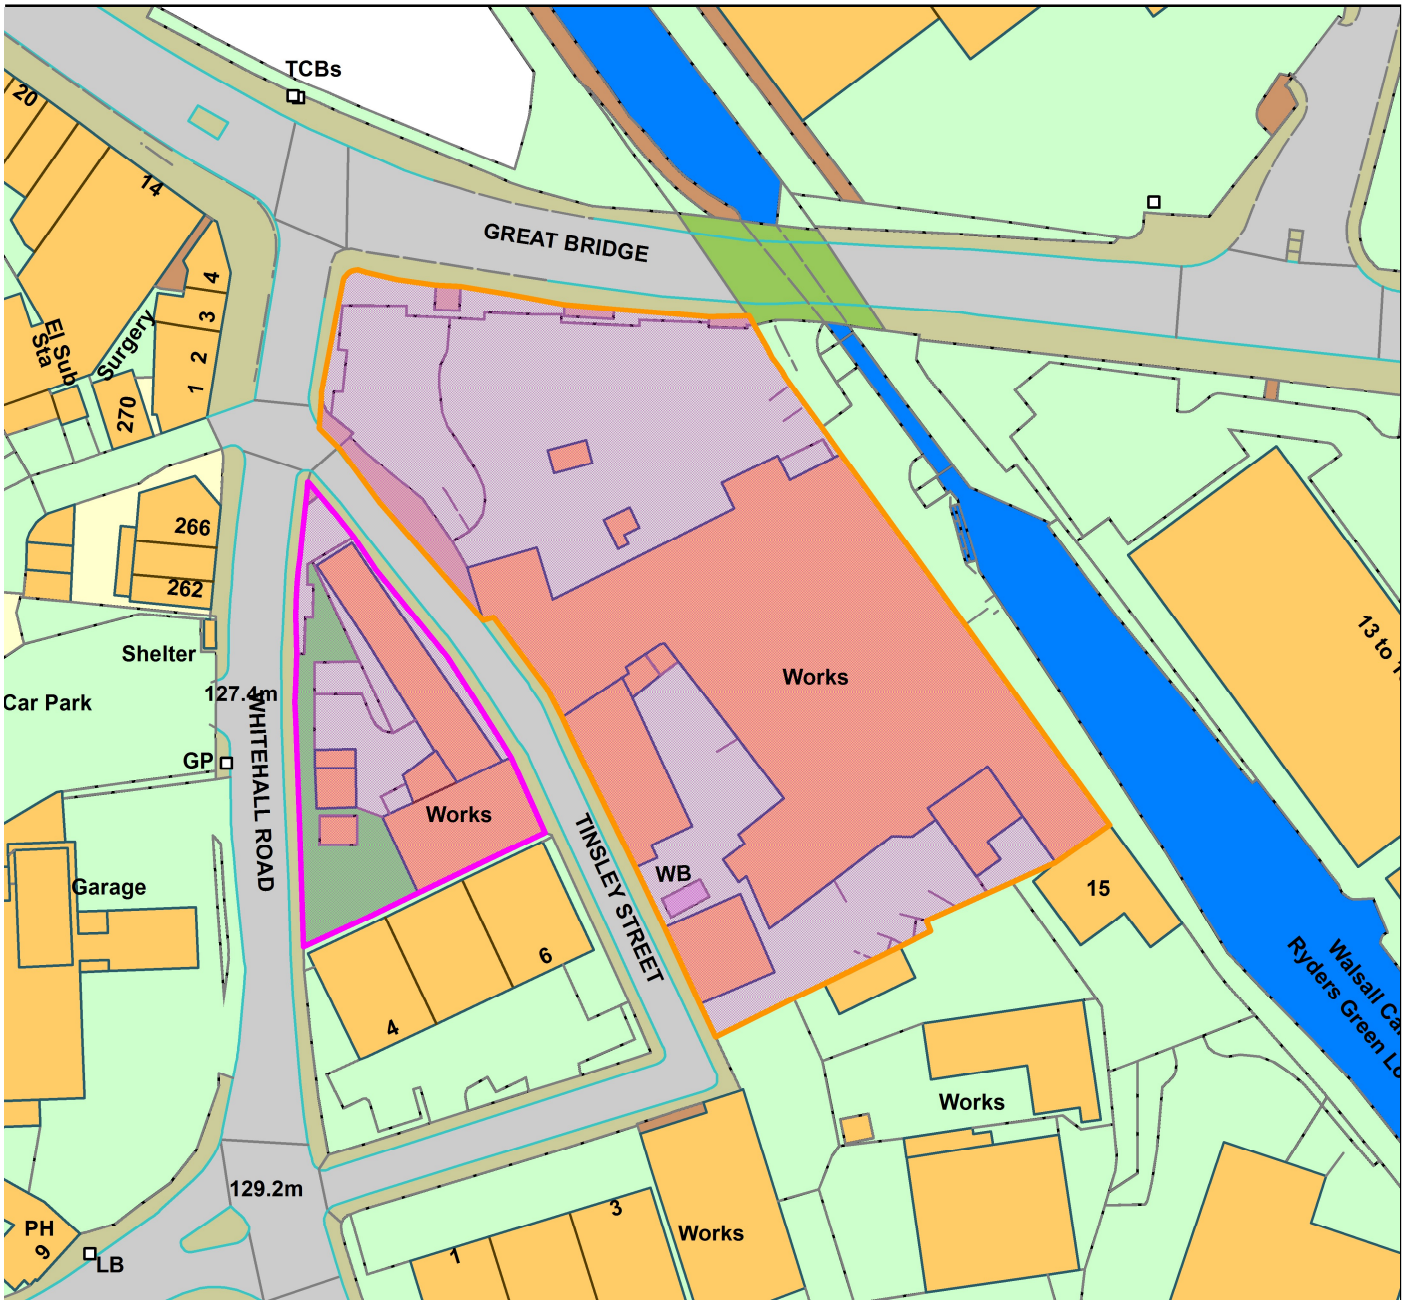 TCBs
20
14
GREAT BRIDGE
4
3
2
1
Surgery
El Sub
Sta
270
266
262
Shelter
127.4m
Car Park
WHITEHALL ROAD
GP
Works
Works
13 to
WB
TINSLEY STREET
Garage
15
6
4
Walsall Ca
Ryders Green Lo
Works
129.2m
PH
9
LB
3
1
Works